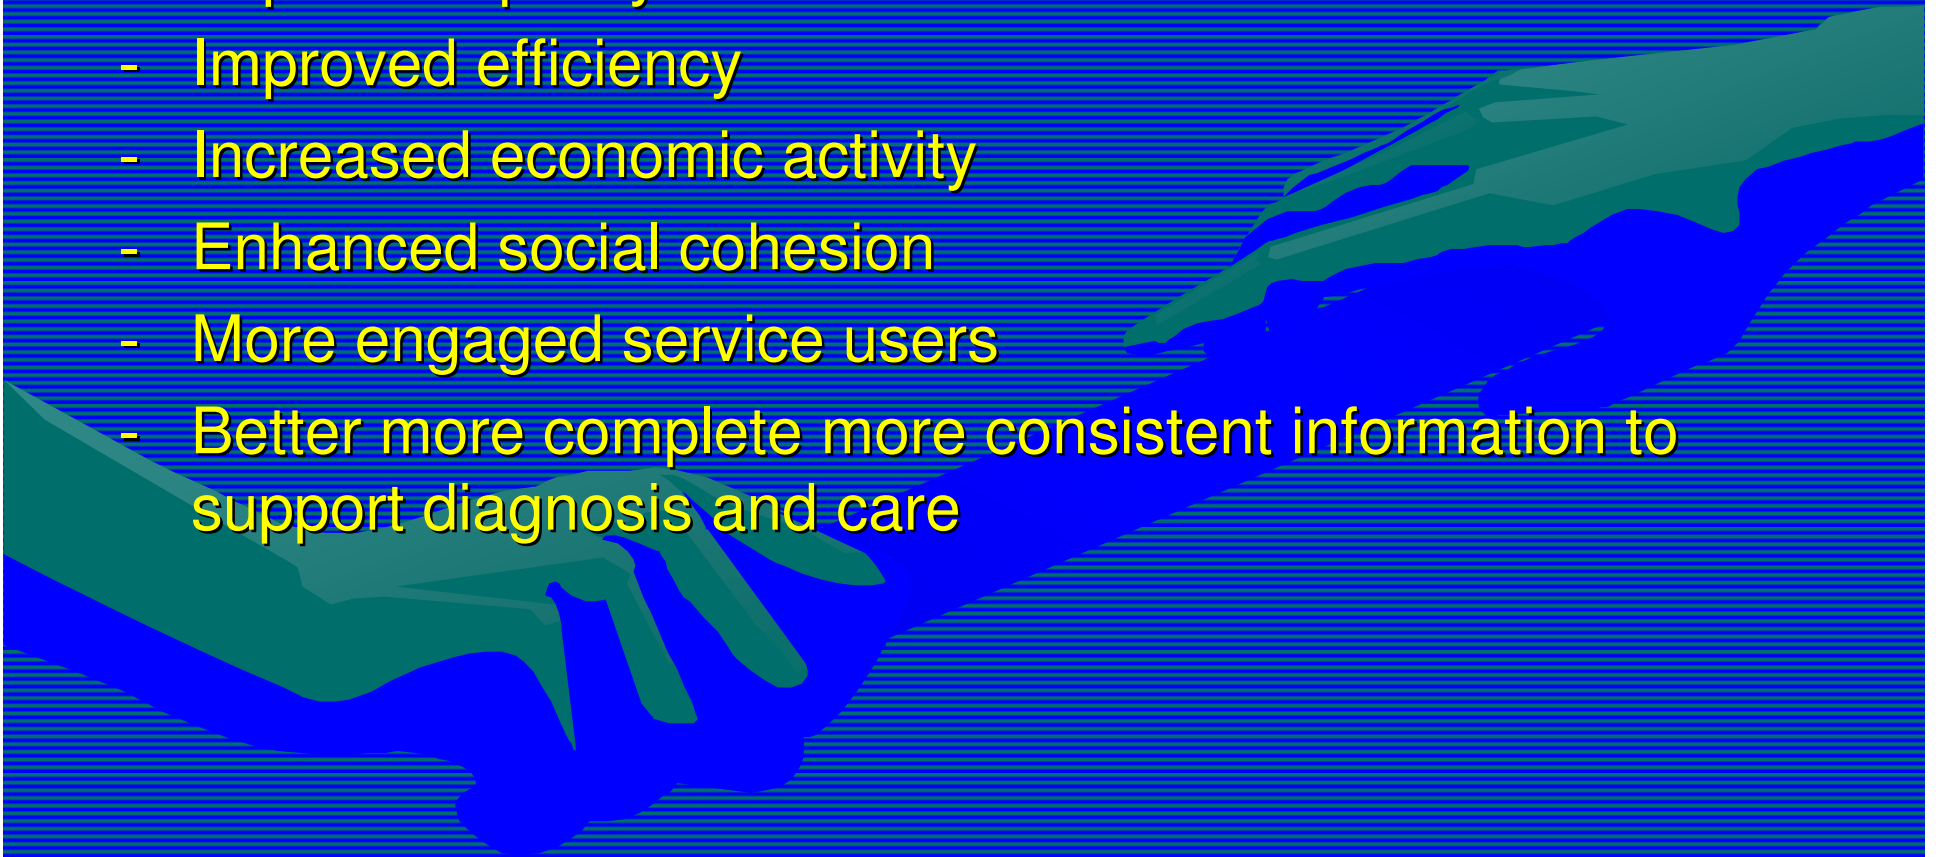 - Improved efficiency
- Increased economic activity
- Enhanced social cohesion
- More engaged service users
- Better more complete more consistent information to
support diagnosis and care